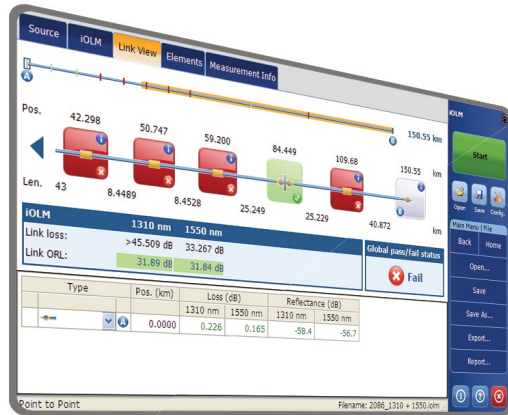 Source iOLM Link View Elements Measurement Info
A
B 150.55 km
Pos. 42.298 50.747 59.200 84.449 109.68 150.55 km
B
Len. 43 8.4489 8.4528 25.249 25.229 40.872 km
iOLM
1310 nm 1550 nm
Link loss: >45.509 dB 33.267 dB
Link ORL: 31.89 dB 31.84 dB
Global pass/fail status
Fail
Type Pos. (km) Loss (dB) Reflectance (dB)
1310 nm 1550 nm 1310 nm 1550 nm
A 0.0000 0.226 0.165 -58.4 -56.7
Point to Point
Filename: 2086_1310 + 1550.iolm
iOLM
Start
Open Save Config.
Main Menu File
Back Home
Open...
Save
Save As...
Export...
Report...